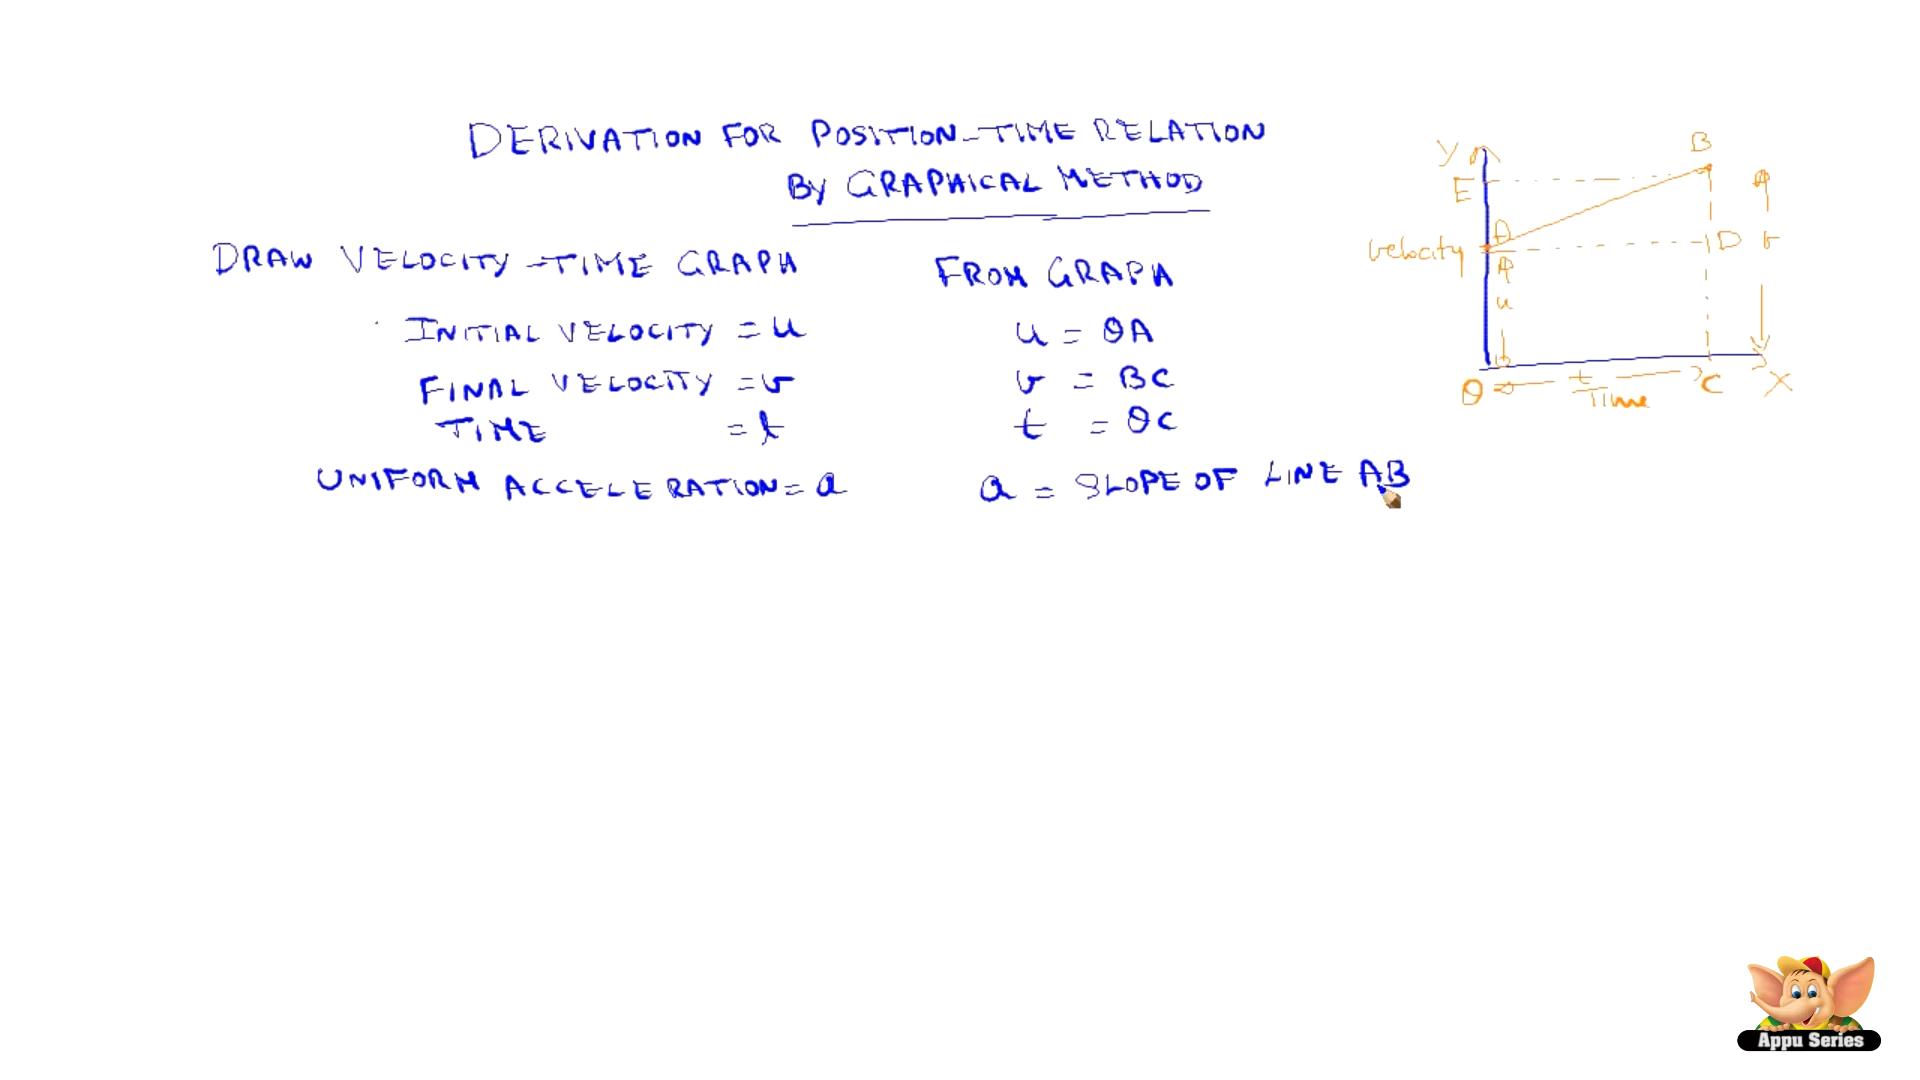 DERIVATION FOR POSITION-TIME RELATION
BY GRAPHICAL METHOD
DRAW VELOCITY-TIME GRAPH
INITIAL VELOCITY = u
FINAL VELOCITY = v
TIME = t
UNIFORM ACCELERATION = a
FROM GRAPH
u = OA
v = BC
t = OC
a = SLOPE OF LINE AB
Y
B
E
A
velocity
D
v
u
O
t
C
X
Time
Appu Series